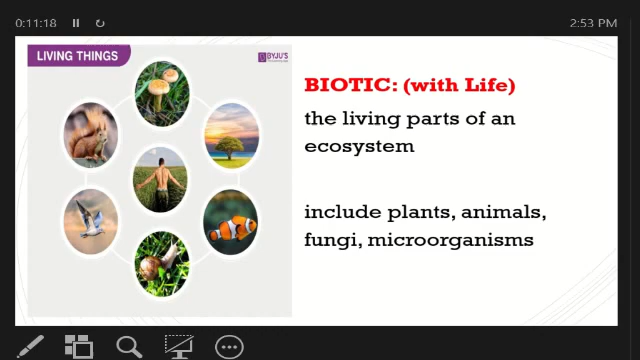 0:11:18
2:53 PM
LIVING THINGS
BYJU'S
BIOTIC: (with Life)
the living parts of an
ecosystem
include plants, animals,
fungi, microorganisms